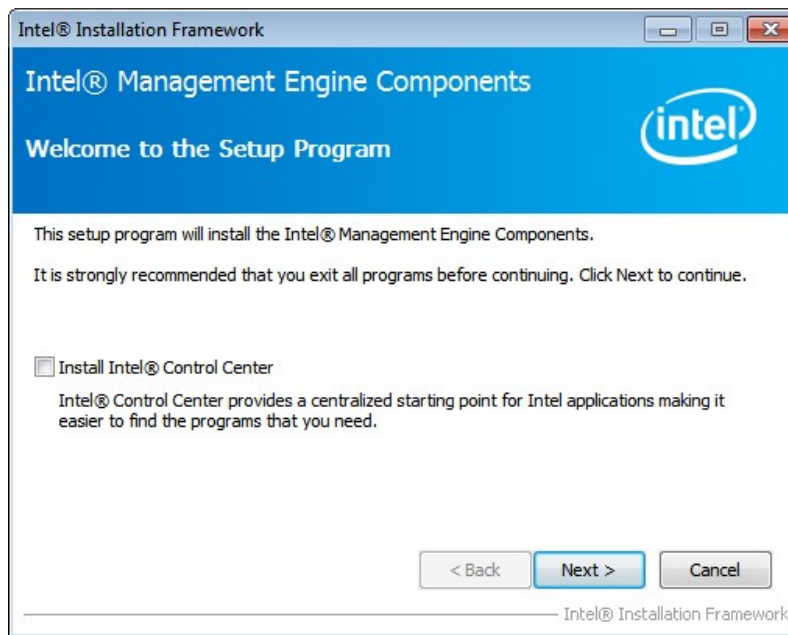 Intel® Installation Framework
Intel® Management Engine Components
intel®
Welcome to the Setup Program
This setup program will install the Intel® Management Engine Components.
It is strongly recommended that you exit all programs before continuing. Click Next to continue.
Install Intel® Control Center
Intel® Control Center provides a centralized starting point for Intel applications making it
easier to find the programs that you need.
< Back Next > Cancel
Intel® Installation Framework